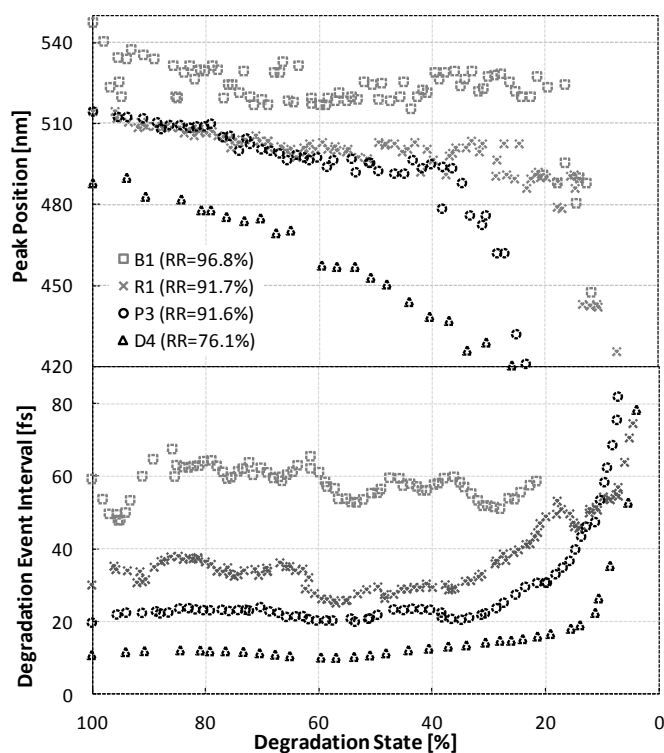 540
510
480
450
420
Peak Position [nm]
B1 (RR=96.8%)
R1 (RR=91.7%)
P3 (RR=91.6%)
D4 (RR=76.1%)
80
60
40
20
0
Degradation Event Interval [fs]
100 80 60 40 20 0
Degradation State [%]